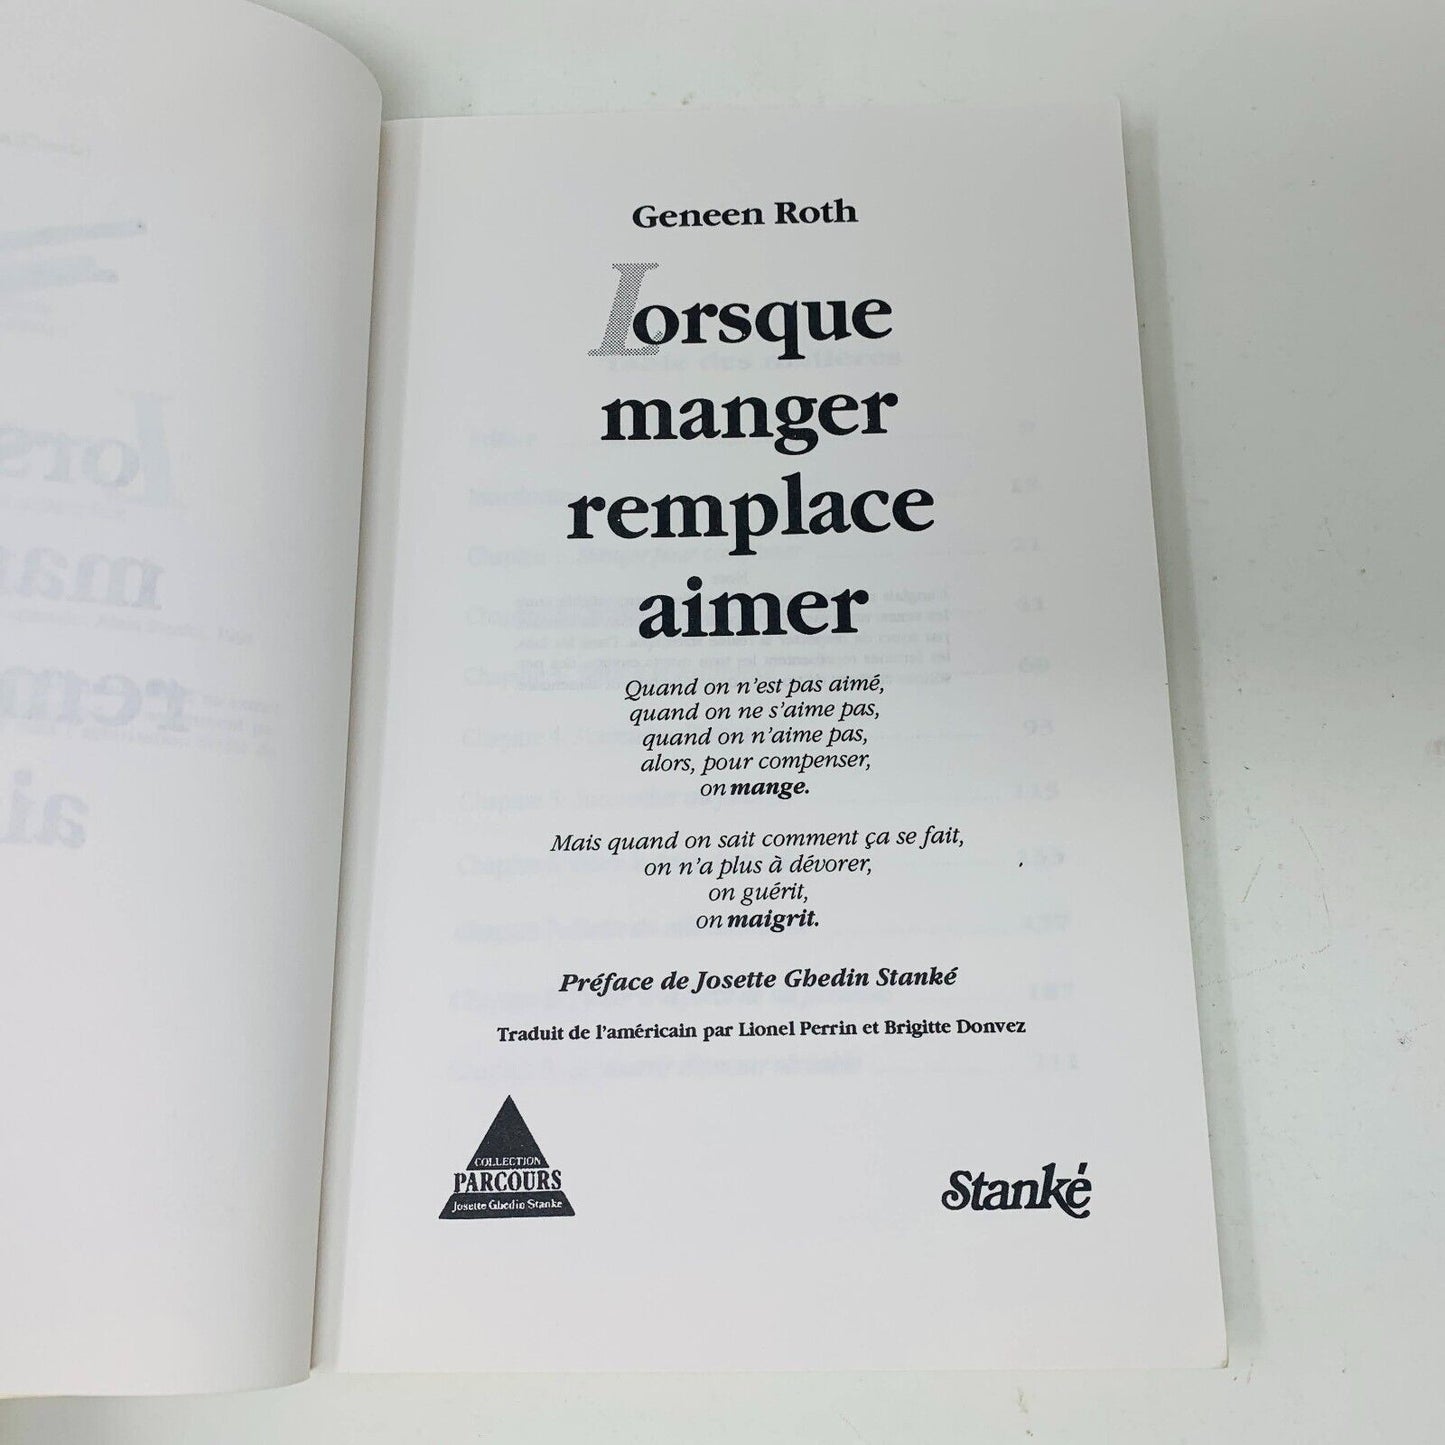 Geneen Roth
Lorsque
manger
remplace
aimer
Quand on n'est pas aimé,
quand on ne s'aime pas,
quand on n'aime pas,
alors, pour compenser,
on mange.
Mais quand on sait comment ça se fait,
on n'a plus à dévorer,
on guérit,
on maigrit.
Préface de Josette Ghedin Stanké
Traduit de l'américain par Lionel Perrin et Brigitte Donvez
COLLECTION
PARCOURS
Josette Ghedin Stanké
Stanké